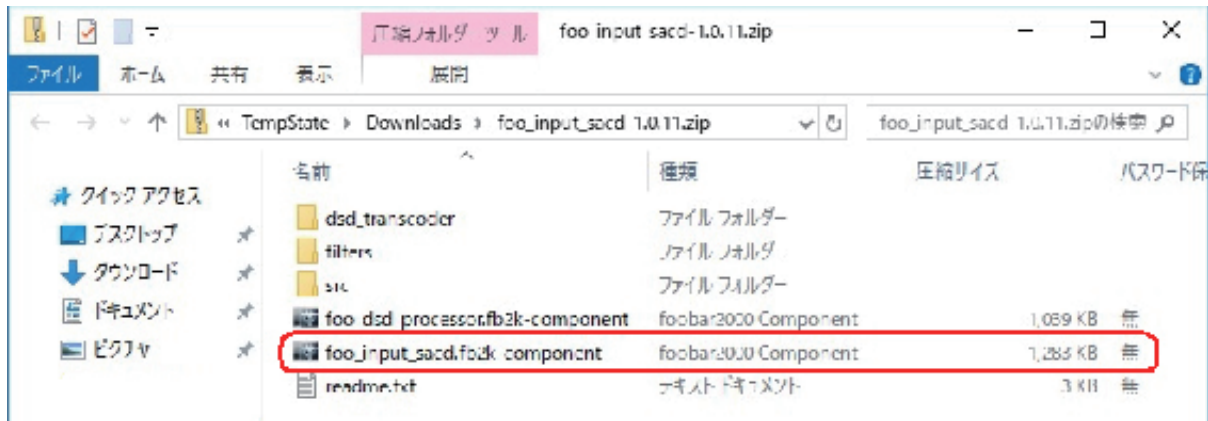 圧縮フォルダー ツール foo_input_sacd-1.0.11.zip
ファイル ホーム 共有 表示 展開
« TempState › Downloads › foo_input_sacd-1.0.11.zip foo_input_sacd-1.0.11.zipの検索
名前 種類 圧縮サイズ パスワード保
クイック アクセス
デスクトップ
ダウンロード
ドキュメント
ピクチャ
dsd_transcoder ファイル フォルダー
filters ファイル フォルダー
src ファイル フォルダー
foo_dsd_processor.fb2k-component foobar2000 Component 1,039 KB 無
foo_input_sacd.fb2k-component foobar2000 Component 1,283 KB 無
readme.txt テキスト ドキュメント 3 KB 無